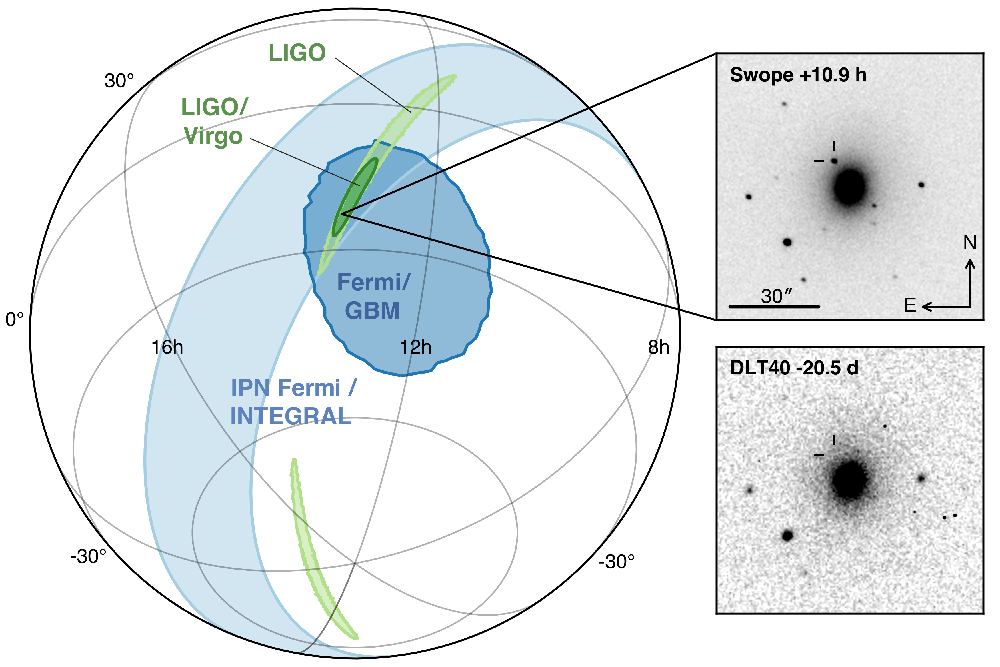 LIGO
30°
LIGO/
Virgo
Fermi/
GBM
0°
16h
12h
8h
IPN Fermi /
INTEGRAL
-30°
-30°
Swope +10.9 h
N
30″
E
DLT40 -20.5 d